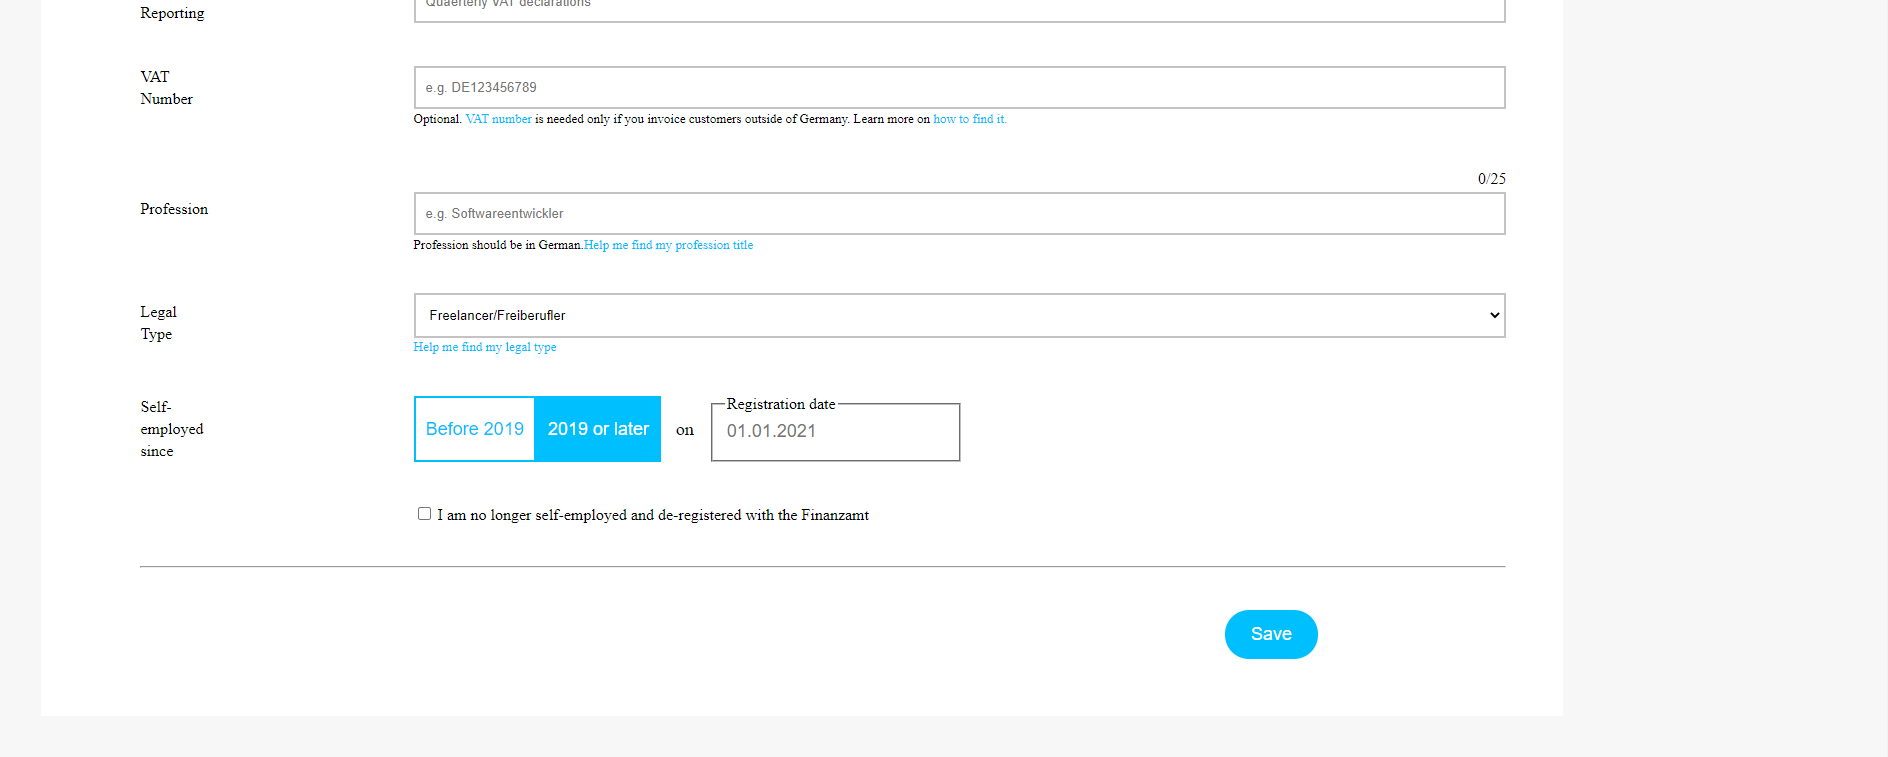 Quaerterly VAT declarations
Reporting
VAT
Number
e.g. DE123456789
Optional. VAT number is needed only if you invoice customers outside of Germany. Learn more on how to find it.
0/25
Profession
e.g. Softwareentwickler
Profession should be in German.Help me find my profession title
Legal
Type
Freelancer/Freiberufler
Help me find my legal type
Self-
employed
since
Before 2019
2019 or later
on
Registration date
01.01.2021
I am no longer self-employed and de-registered with the Finanzamt
Save